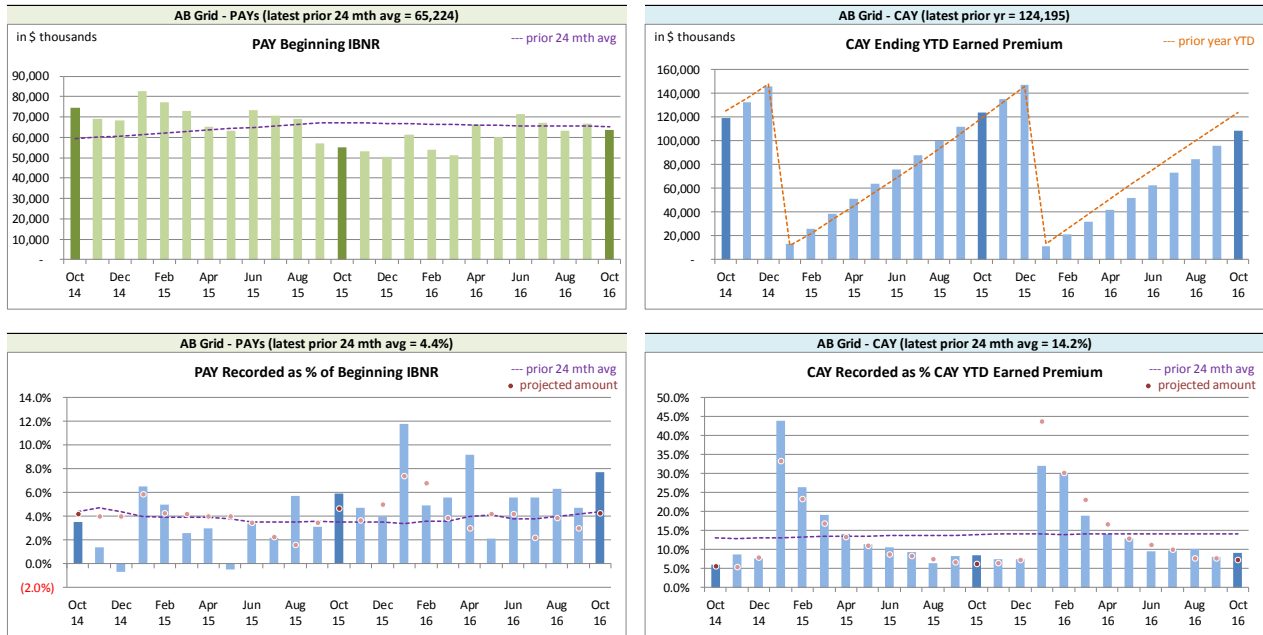 AB Grid - PAYs (latest prior 24 mth avg = 65,224)
in $ thousands
PAY Beginning IBNR
--- prior 24 mth avg
90,000
80,000
70,000
60,000
50,000
40,000
30,000
20,000
10,000
-
Oct Dec Feb Apr Jun Aug Oct Dec Feb Apr Jun Aug Oct
14 14 15 15 15 15 15 15 16 16 16 16 16
AB Grid - CAY (latest prior yr = 124,195)
in $ thousands
CAY Ending YTD Earned Premium
--- prior year YTD
160,000
140,000
120,000
100,000
80,000
60,000
40,000
20,000
-
Oct Dec Feb Apr Jun Aug Oct Dec Feb Apr Jun Aug Oct
14 14 15 15 15 15 15 15 16 16 16 16 16
AB Grid - PAYs (latest prior 24 mth avg = 4.4%)
PAY Recorded as % of Beginning IBNR
--- prior 24 mth avg
projected amount
14.0%
12.0%
10.0%
8.0%
6.0%
4.0%
2.0%
0.0%
(2.0%)
Oct Dec Feb Apr Jun Aug Oct Dec Feb Apr Jun Aug Oct
14 14 15 15 15 15 15 15 16 16 16 16 16
AB Grid - CAY (latest prior 24 mth avg = 14.2%)
CAY Recorded as % CAY YTD Earned Premium
--- prior 24 mth avg
projected amount
50.0%
45.0%
40.0%
35.0%
30.0%
25.0%
20.0%
15.0%
10.0%
5.0%
0.0%
Oct Dec Feb Apr Jun Aug Oct Dec Feb Apr Jun Aug Oct
14 14 15 15 15 15 15 15 16 16 16 16 16